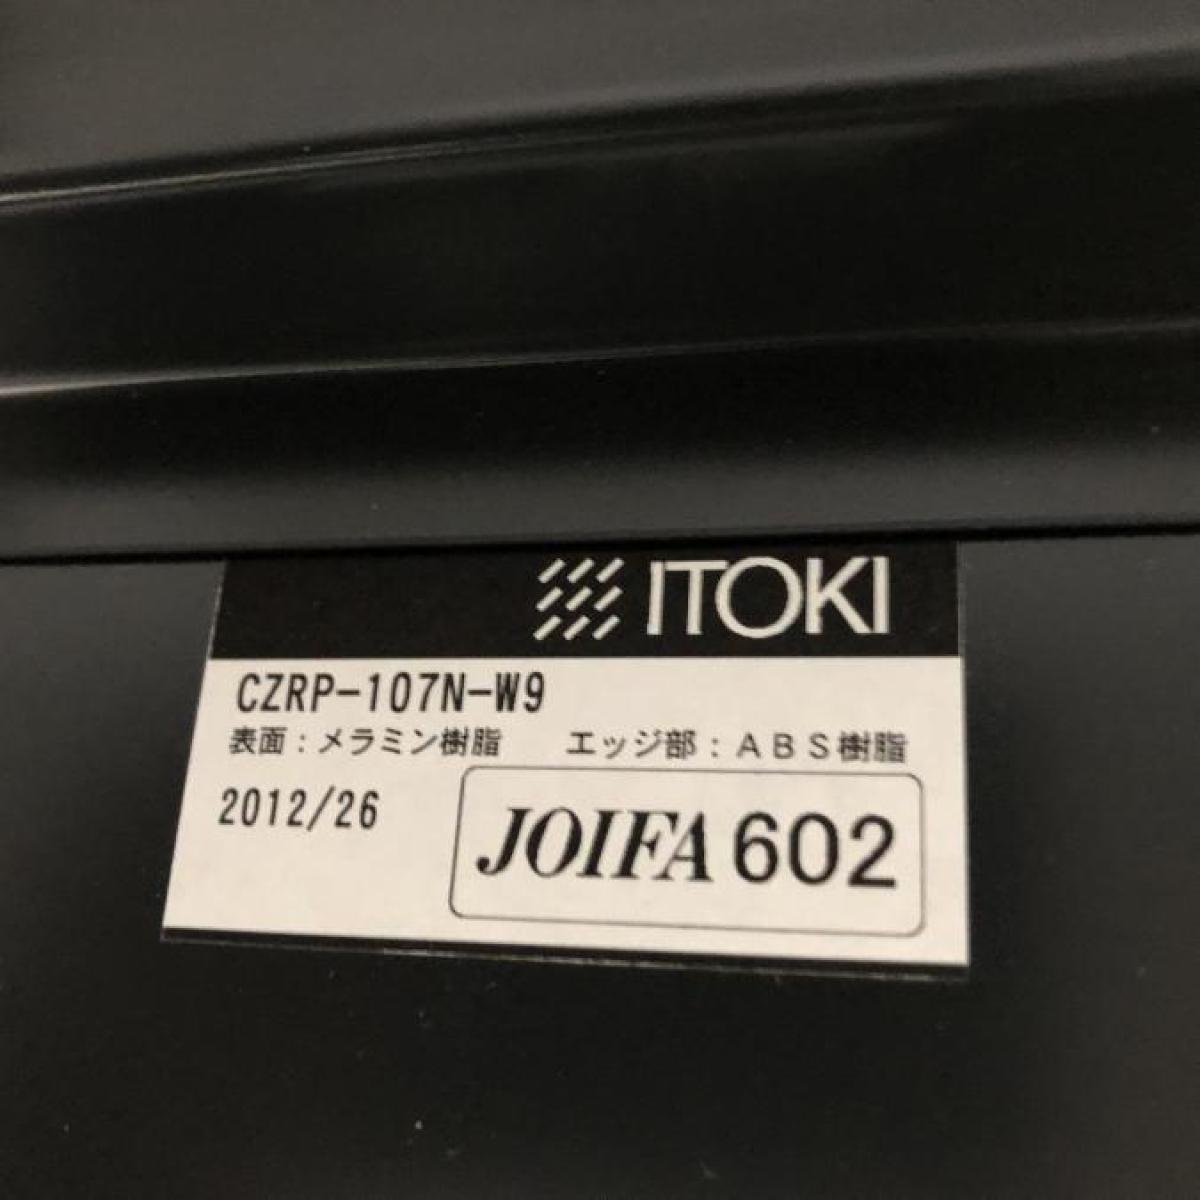 ITOKI
CZRP-107N-W9
表面：メラミン樹脂　エッジ部：ＡＢＳ樹脂
2012/26
JOIFA 602